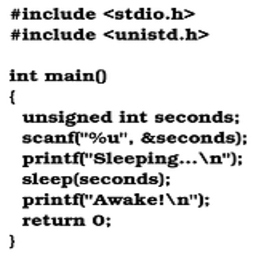 #include <stdio.h>
#include <unistd.h>

int main()
{
  unsigned int seconds;
  scanf("%u", &seconds);
  printf("Sleeping...\n");
  sleep(seconds);
  printf("Awake!\n");
  return 0;
}